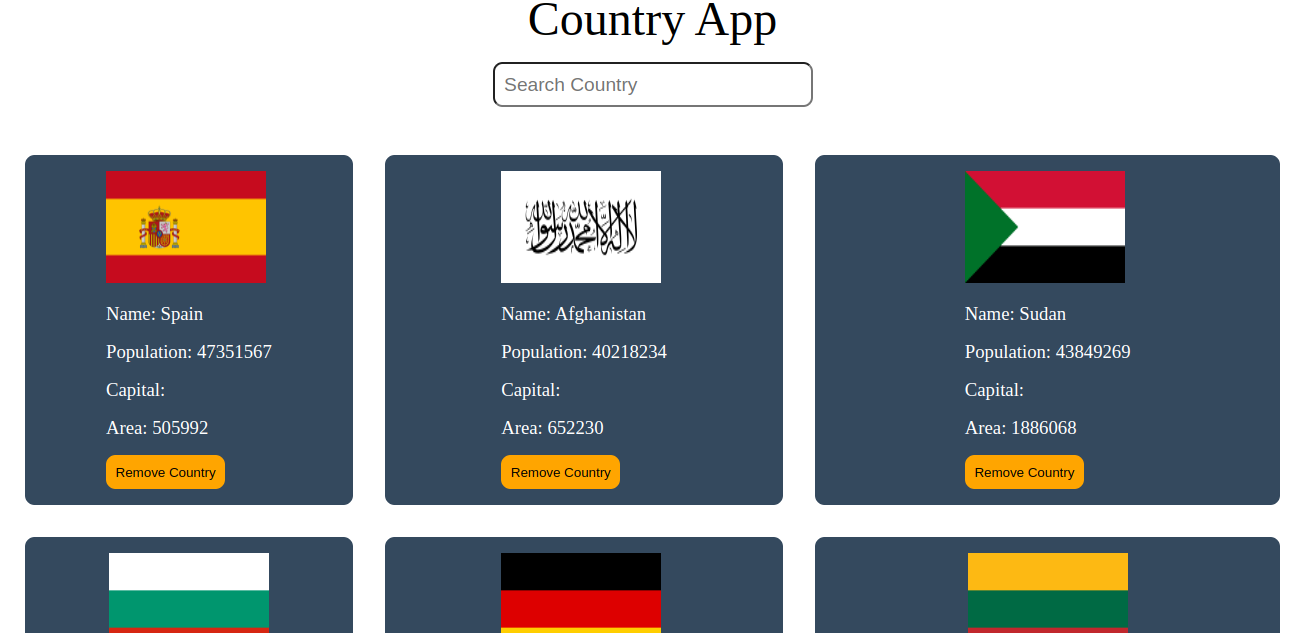 Country App
Search Country
لا إله إلا الله محمد رسول الله
Name: Spain
Population: 47351567
Capital:
Area: 505992
Remove Country
Name: Afghanistan
Population: 40218234
Capital:
Area: 652230
Remove Country
Name: Sudan
Population: 43849269
Capital:
Area: 1886068
Remove Country